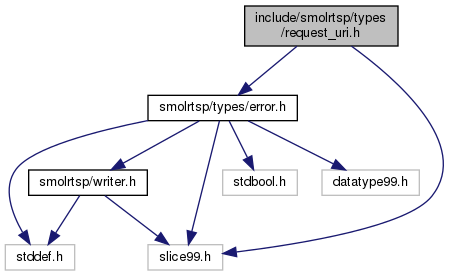 include/smolrtsp/types
/request_uri.h
smolrtsp/types/error.h
smolrtsp/writer.h
stdbool.h
datatype99.h
stddef.h
slice99.h